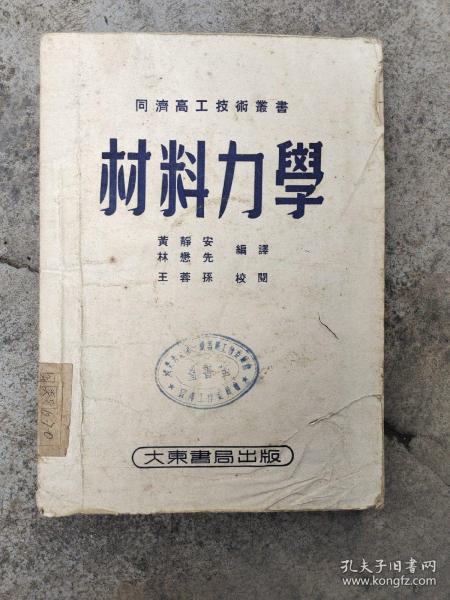 同濟高工技術叢書
材料力學
黃靜安 編譯
林懋先
王蓉孫 校閱
大東書局出版
孔夫子旧书网
www.kongfz.com